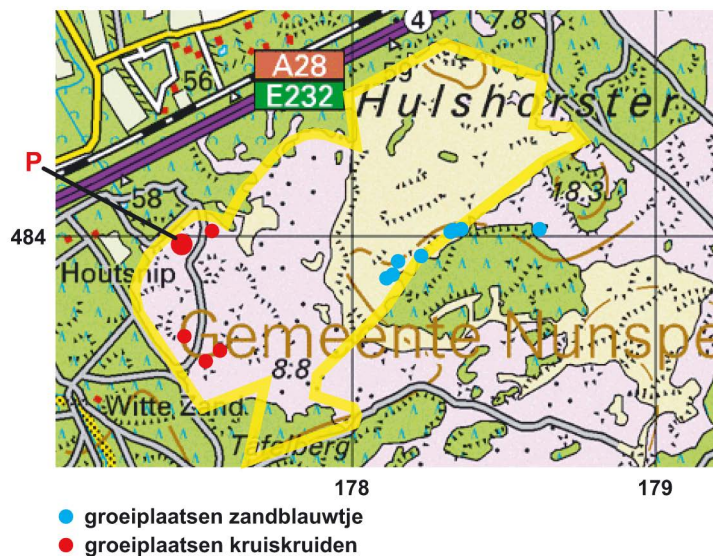 7.8
4
A28
59
56
E232
Hulshorster
P
18.3
58
484
Houtship
Gemeente Nunspe
8.8
Witte Zand
Tafelberg
178
179
groeiplaatsen zandblauwtje
groeiplaatsen kruiskruiden